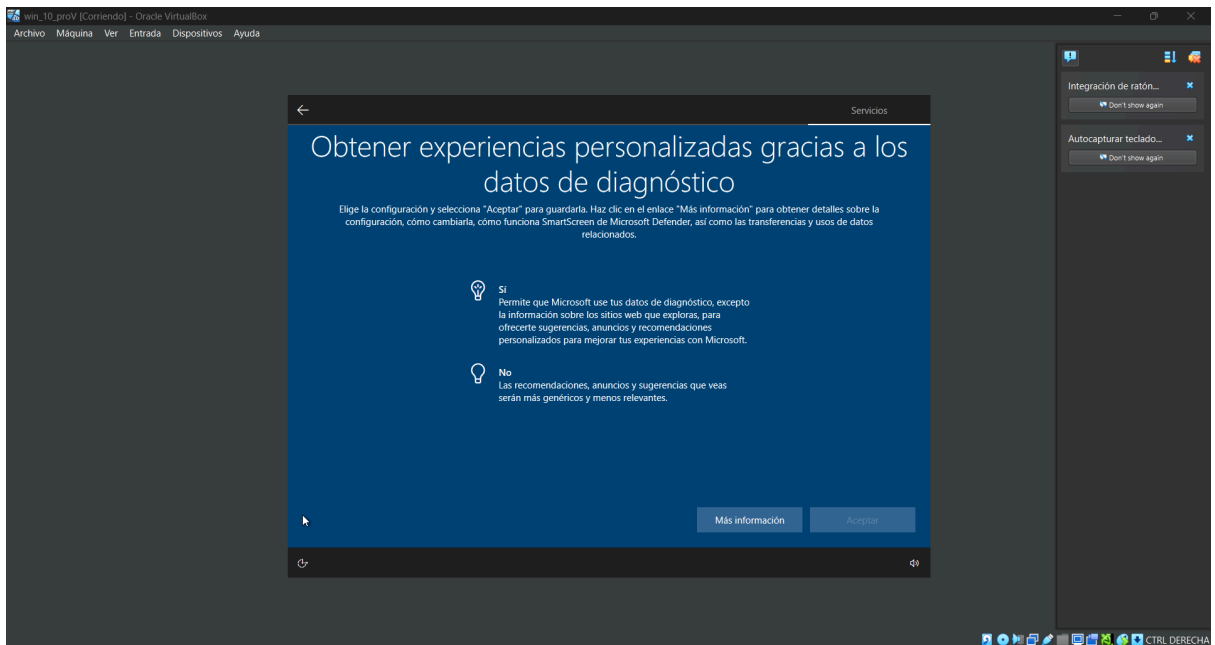 win_10_proV [Corriendo] - Oracle VirtualBox
Archivo Máquina Ver Entrada Dispositivos Ayuda
Integración de ratón...
Don't show again
Autocapturar teclado...
Don't show again
Servicios
Obtener experiencias personalizadas gracias a los
datos de diagnóstico
Elige la configuración y selecciona "Aceptar" para guardarla. Haz clic en el enlace "Más información" para obtener detalles sobre la
configuración, cómo cambiarla, cómo funciona SmartScreen de Microsoft Defender, así como las transferencias y usos de datos
relacionados.
Sí
Permite que Microsoft use tus datos de diagnóstico, excepto
la información sobre los sitios web que exploras, para
ofrecerte sugerencias, anuncios y recomendaciones
personalizados para mejorar tus experiencias con Microsoft.
No
Las recomendaciones, anuncios y sugerencias que veas
serán más genéricos y menos relevantes.
Más información Aceptar
CTRL DERECHA